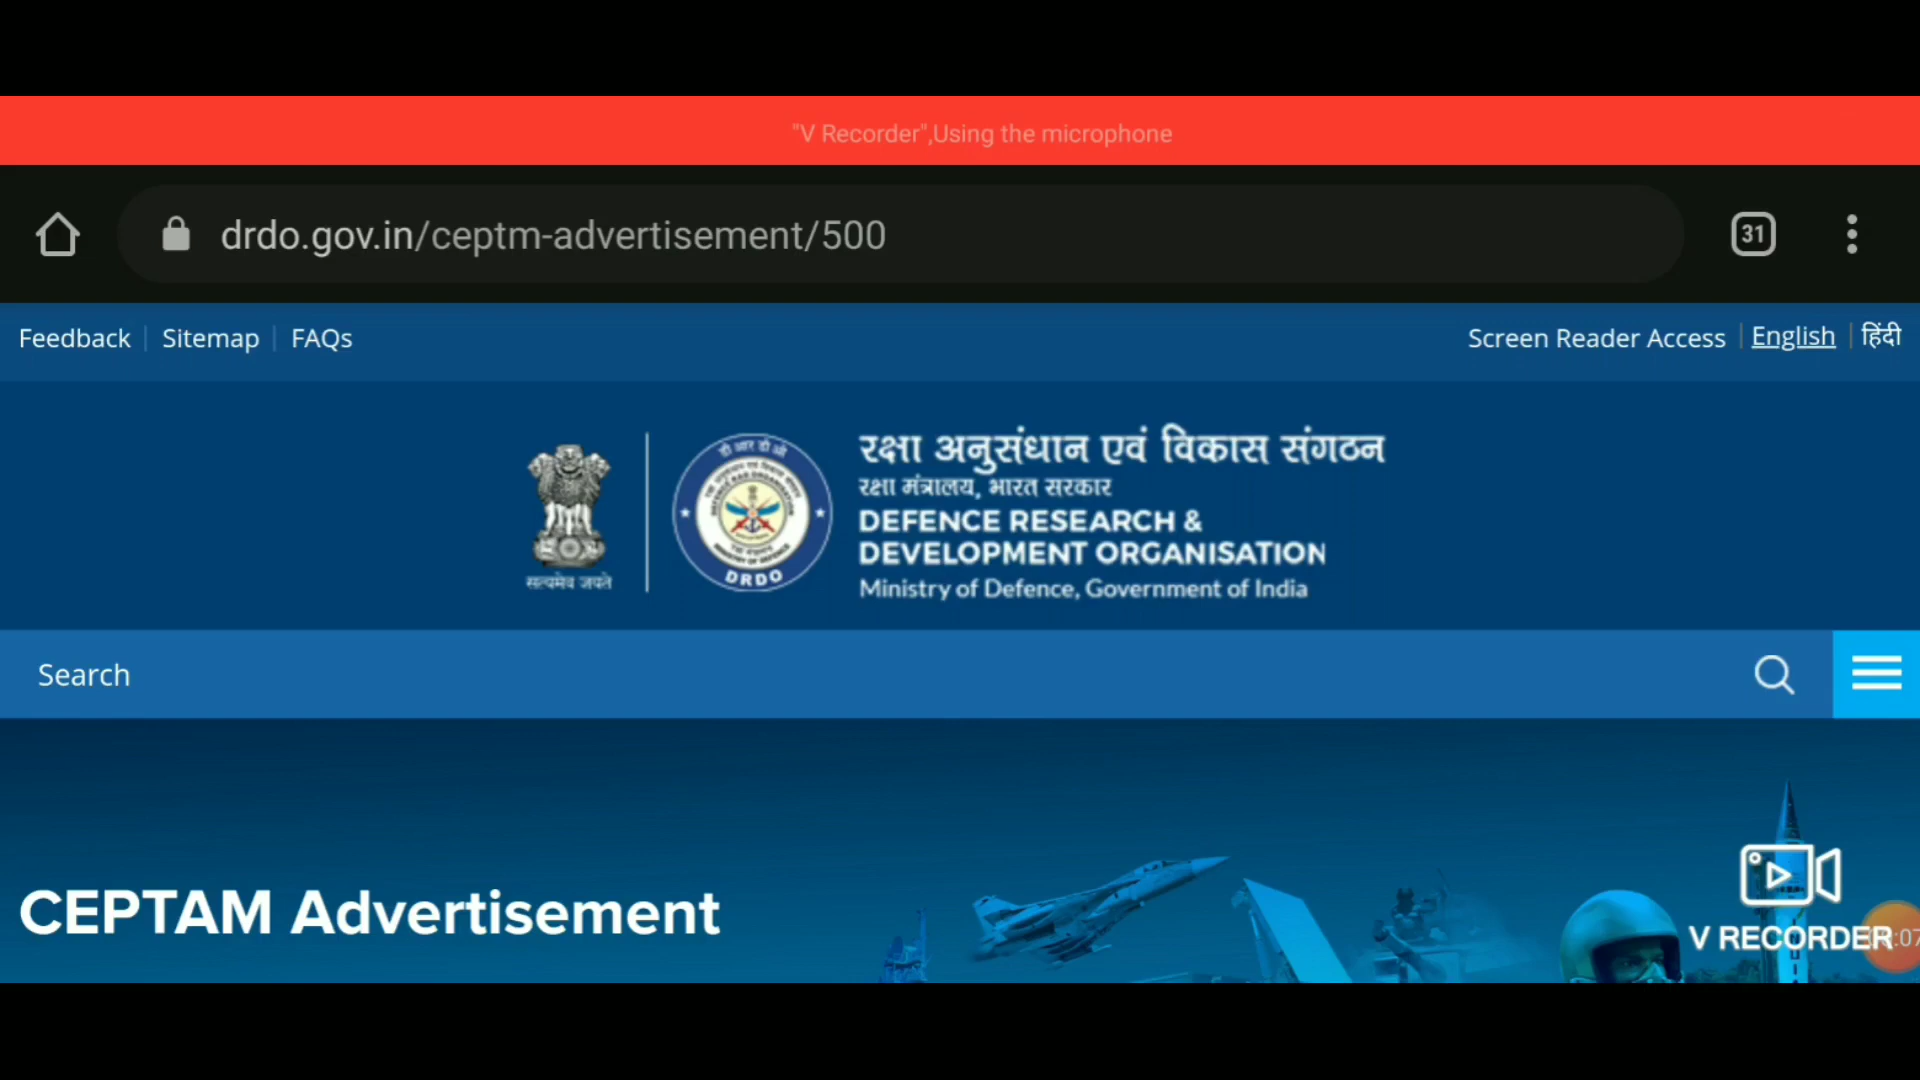 "V Recorder",Using the microphone
drdo.gov.in/ceptm-advertisement/500
31
Feedback
Sitemap
FAQs
Screen Reader Access
English
हिंदी
रक्षा अनुसंधान एवं विकास संगठन
रक्षा मंत्रालय, भारत सरकार
DEFENCE RESEARCH &
DEVELOPMENT ORGANISATION
Ministry of Defence, Government of India
सत्यमेव जयते
डी आर डी ओ
DRDO
Search
CEPTAM Advertisement
V RECORDER
:07